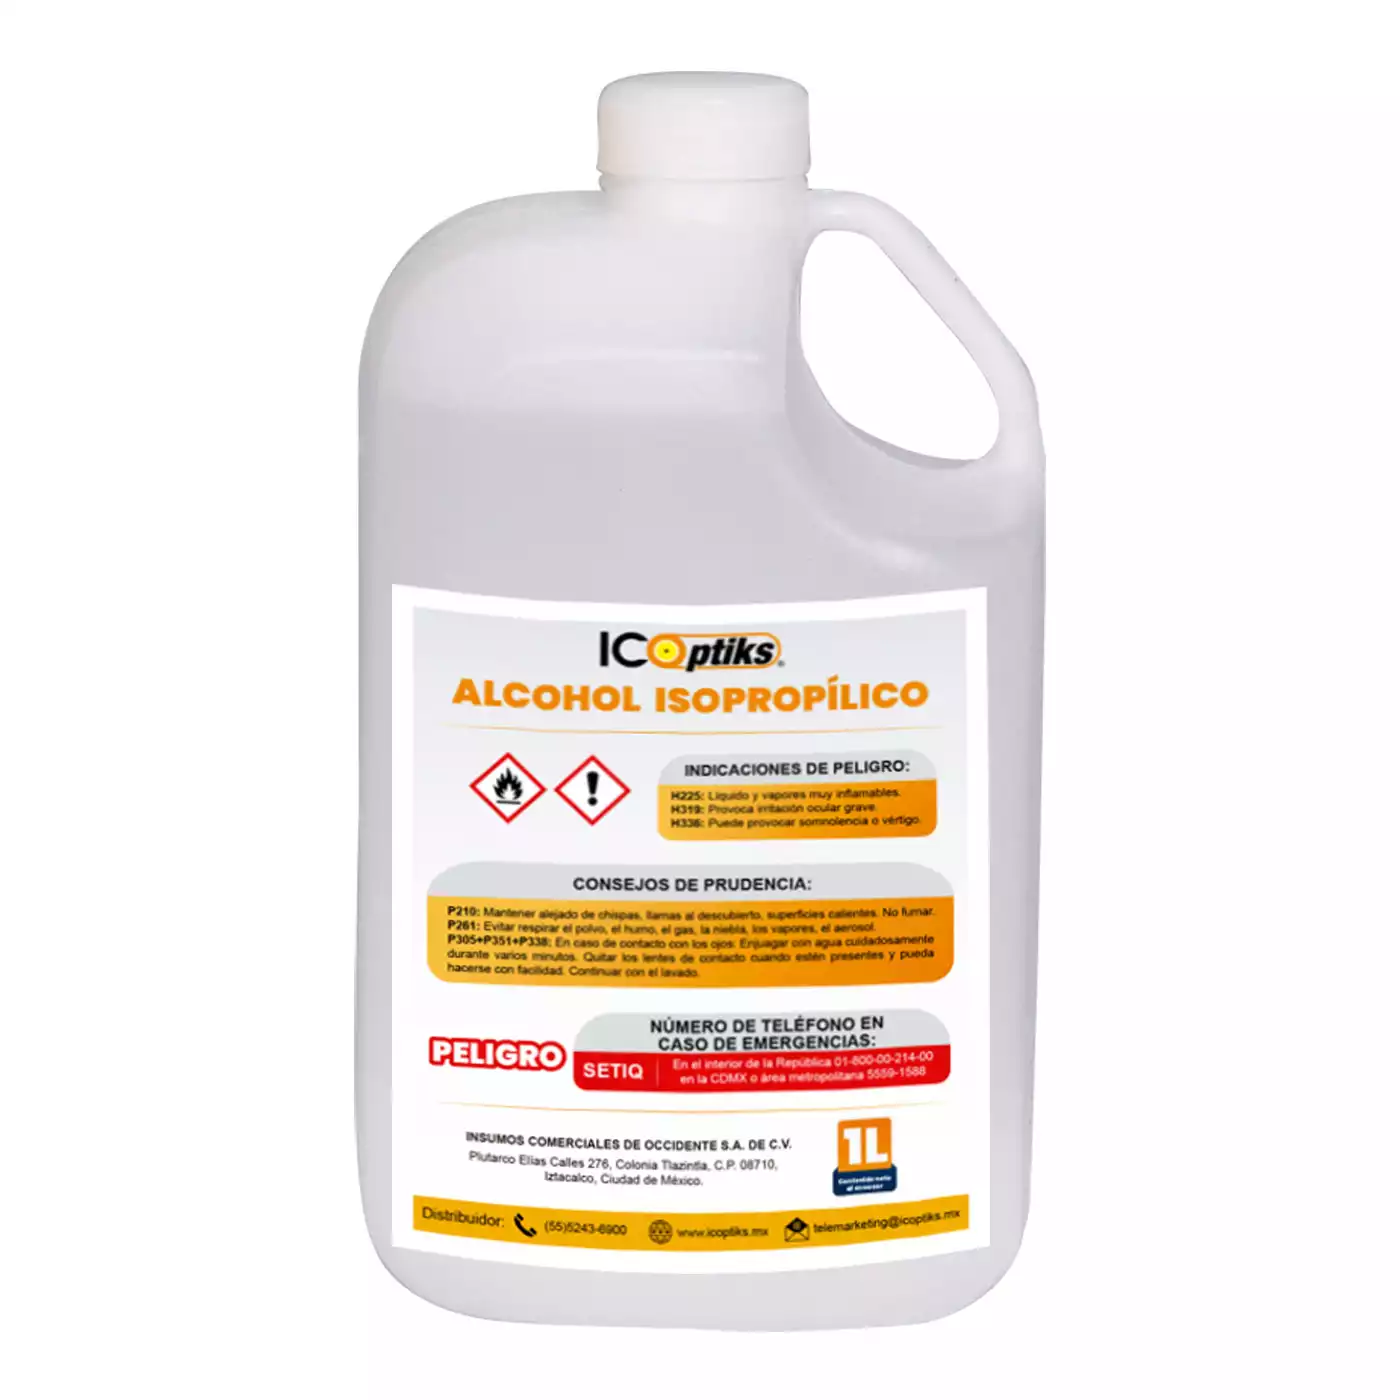 ICOptiks®
ALCOHOL ISOPROPÍLICO
INDICACIONES DE PELIGRO:
H225: Líquido y vapores muy inflamables.
H319: Provoca irritación ocular grave.
H336: Puede provocar somnolencia o vértigo.
CONSEJOS DE PRUDENCIA:
P210: Mantener alejado de chispas, llamas al descubierto, superficies calientes. No fumar.
P261: Evitar respirar el polvo, el humo, el gas, la niebla, los vapores, el aerosol.
P305+P351+P338: En caso de contacto con los ojos: Enjuagar con agua cuidadosamente
durante varios minutos. Quitar los lentes de contacto cuando estén presentes y pueda
hacerse con facilidad. Continuar con el lavado.
PELIGRO
NÚMERO DE TELÉFONO EN
CASO DE EMERGENCIAS:
SETIQ
En el interior de la República 01-800-00-214-00
en la CDMX o área metropolitana 5559-1588
INSUMOS COMERCIALES DE OCCIDENTE S.A. DE C.V.
Plutarco Elías Calles 276, Colonia Tlazintla, C.P. 08710,
Iztacalco, Ciudad de México.
1L
Contenido neto
al envasar
Distribuidor: (55)5243-6900 www.icoptiks.mx telemarketing@icoptiks.mx